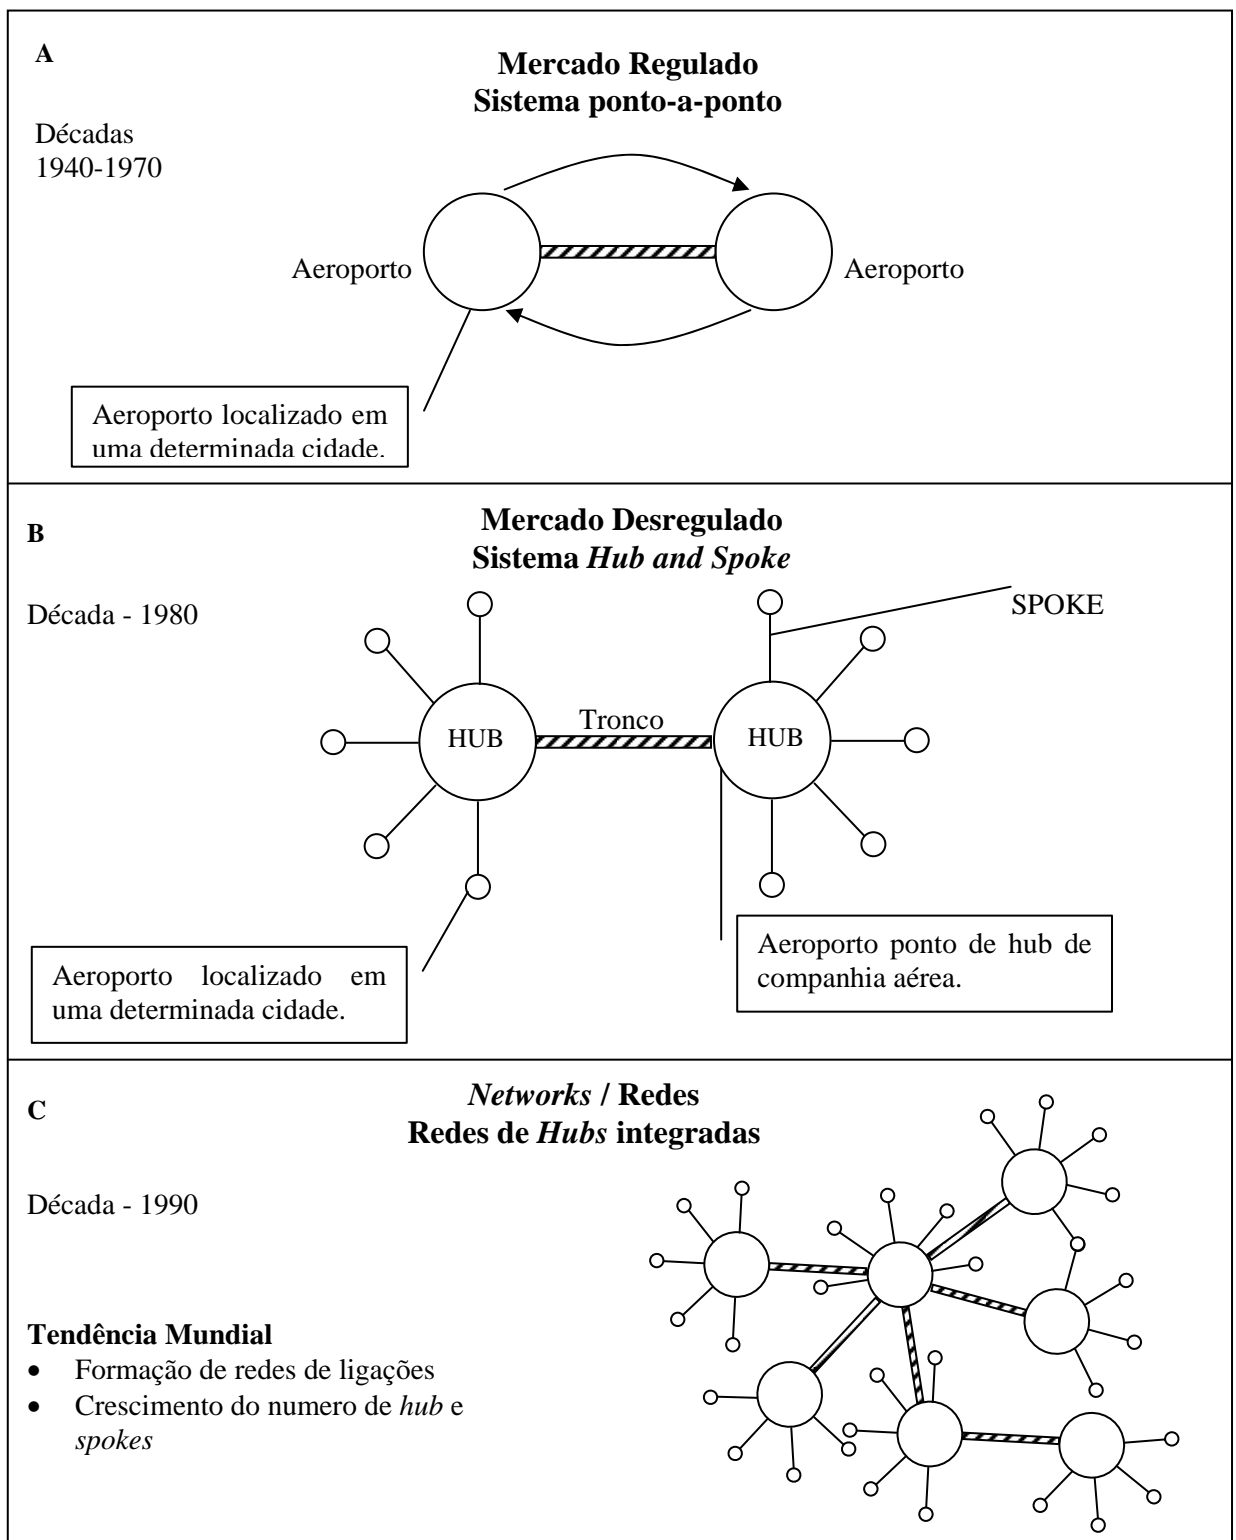 A
Mercado Regulado
Sistema ponto-a-ponto
Décadas
1940-1970
Aeroporto
Aeroporto
Aeroporto localizado em
uma determinada cidade.
B
Mercado Desregulado
Sistema Hub and Spoke
Década - 1980
SPOKE
Tronco
HUB
HUB
Aeroporto localizado em
uma determinada cidade.
Aeroporto ponto de hub de
companhia aérea.
C
Networks / Redes
Redes de Hubs integradas
Década - 1990
Tendência Mundial
• Formação de redes de ligações
• Crescimento do numero de hub e
spokes